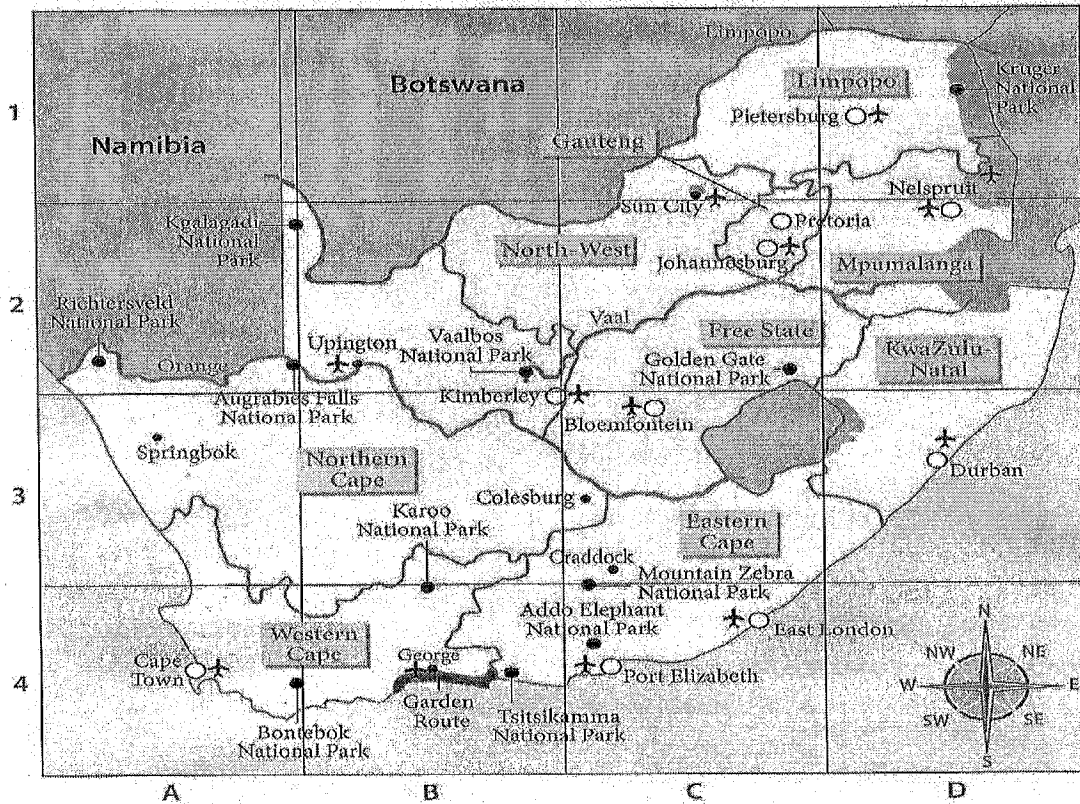 Limpopo
Kruger
National
Park
Botswana
Limpopo
1
Pietersburg
Namibia
Gauteng
Nelspruit
Sun City
Pretoria
Kgalagadi
National
Park
North-West
Johannesburg
Mpumalanga
2
Richtersveld
National Park
Vaal
Free State
Upington
Vaalbos
National Park
KwaZulu-
Natal
Orange
Golden Gate
National Park
Augrabies Falls
National Park
Kimberley
Bloemfontein
Springbok
Northern
Cape
Durban
3
Colesburg
Karoo
National Park
Eastern
Cape
Craddock
Mountain Zebra
National Park
Addo Elephant
National Park
East London
Western
Cape
Cape
Town
George
Port Elizabeth
4
Garden
Route
Tsitsikamma
National Park
Bontebok
National Park
N
NW
NE
W
E
SW
SE
S
A
B
C
D